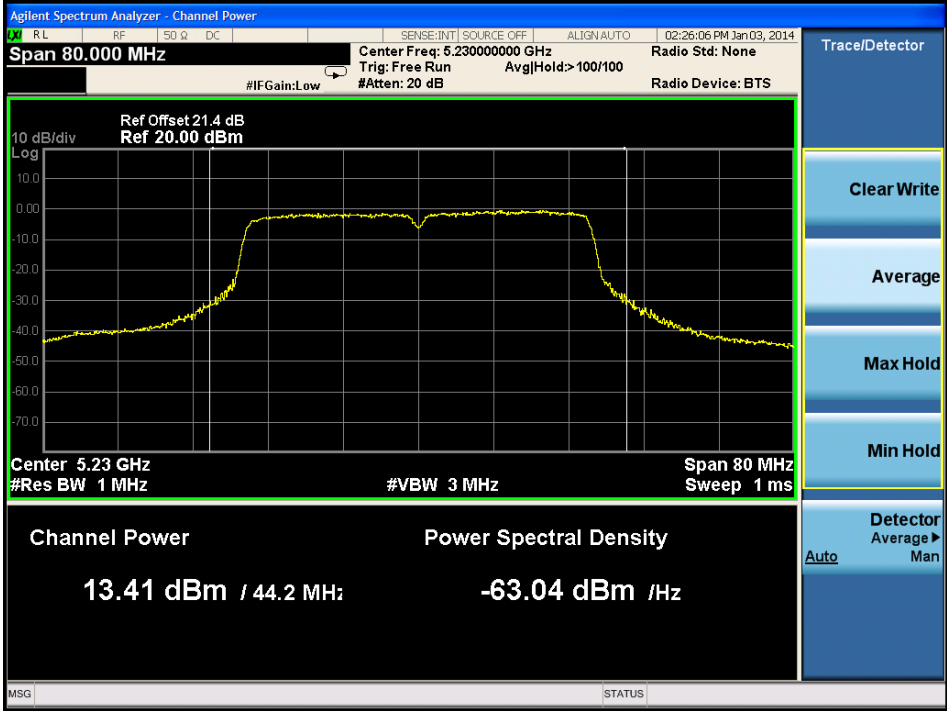 Agilent Spectrum Analyzer - Channel Power
LXI RL RF 50 Ω DC SENSE:INT SOURCE OFF ALIGN AUTO 02:26:06 PM Jan 03, 2014
Span 80.000 MHz
Center Freq: 5.230000000 GHz Radio Std: None
Trig: Free Run Avg|Hold:>100/100
#IFGain:Low #Atten: 20 dB Radio Device: BTS
Trace/Detector
Ref Offset 21.4 dB
10 dB/div Ref 20.00 dBm
Log
10.0
0.00
-10.0
-20.0
-30.0
-40.0
-50.0
-60.0
-70.0
Center 5.23 GHz Span 80 MHz
#Res BW 1 MHz #VBW 3 MHz Sweep 1 ms
Channel Power Power Spectral Density
13.41 dBm / 44.2 MHz -63.04 dBm /Hz
Clear Write
Average
Max Hold
Min Hold
Detector
Average▶
Auto Man
MSG STATUS